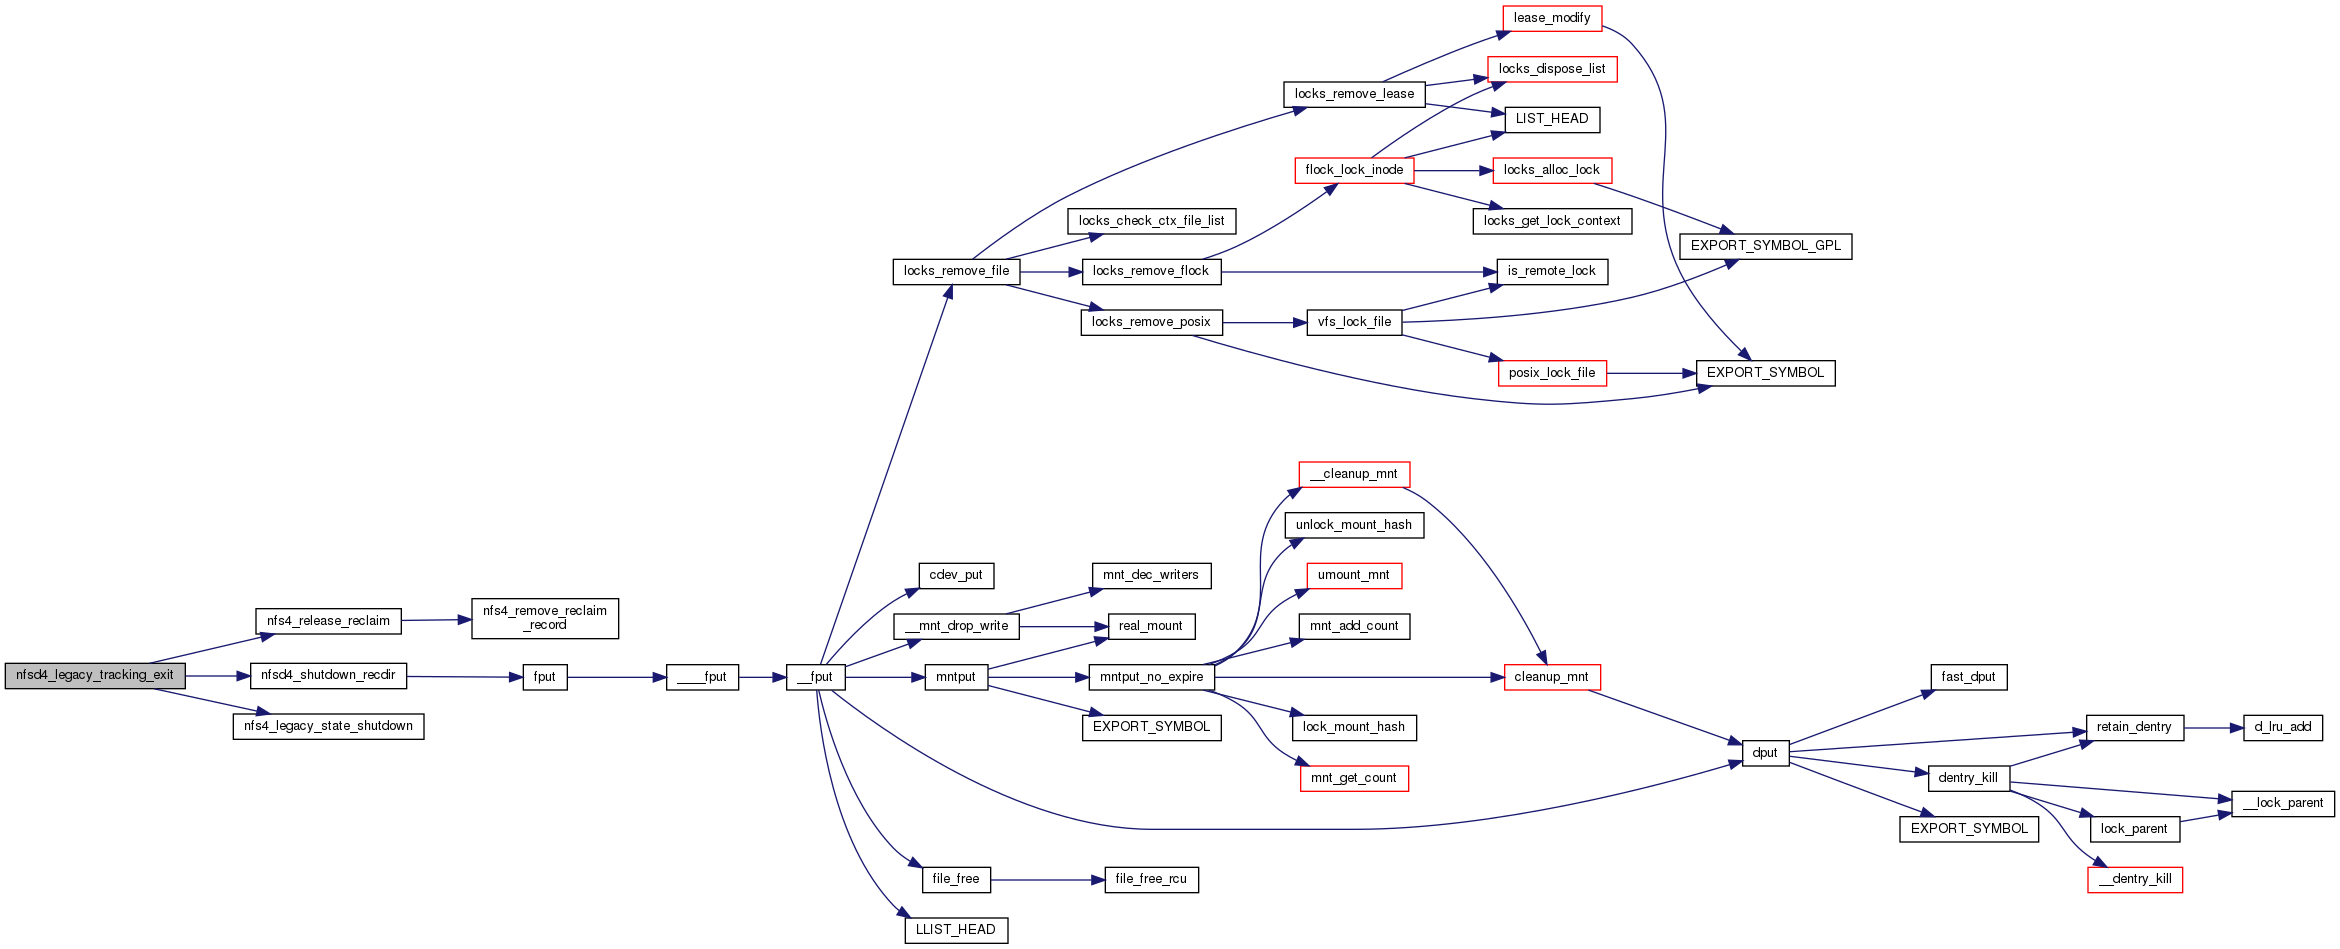 lease_modify
locks_dispose_list
locks_remove_lease
LIST_HEAD
flock_lock_inode
locks_alloc_lock
locks_check_ctx_file_list
locks_get_lock_context
EXPORT_SYMBOL_GPL
locks_remove_file
locks_remove_flock
is_remote_lock
locks_remove_posix
vfs_lock_file
posix_lock_file
EXPORT_SYMBOL
__cleanup_mnt
unlock_mount_hash
cdev_put
mnt_dec_writers
umount_mnt
nfs4_release_reclaim
nfs4_remove_reclaim
_record
__mnt_drop_write
real_mount
mnt_add_count
nfsd4_legacy_tracking_exit
nfsd4_shutdown_recdir
fput
____fput
__fput
mntput
mntput_no_expire
cleanup_mnt
fast_dput
nfs4_legacy_state_shutdown
EXPORT_SYMBOL
lock_mount_hash
retain_dentry
d_lru_add
dput
mnt_get_count
dentry_kill
__lock_parent
EXPORT_SYMBOL
lock_parent
file_free
file_free_rcu
__dentry_kill
LLIST_HEAD